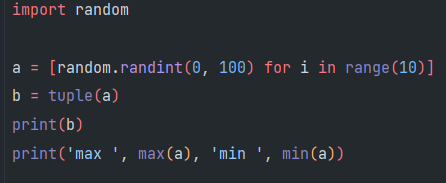 import random
a = [random.randint(0, 100) for i in range(10)]
b = tuple(a)
print(b)
print('max ', max(a), 'min ', min(a))